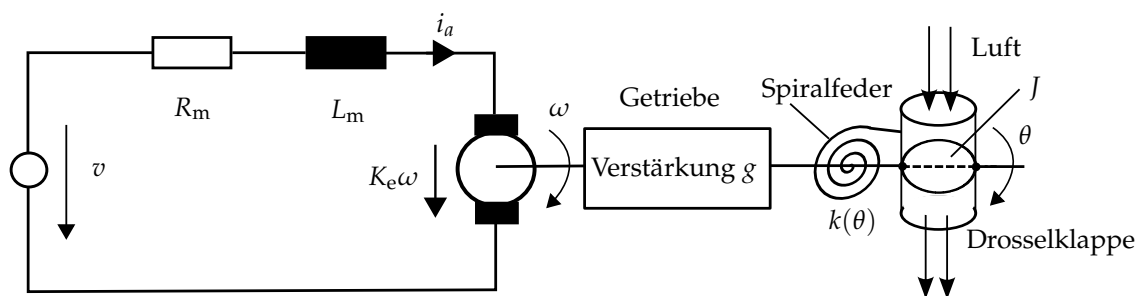 i_a
Luft
J
Spiralfeder
Getriebe
R_m
L_m
ω
θ
v
K_eω
Verstärkung g
k(θ)
Drosselklappe